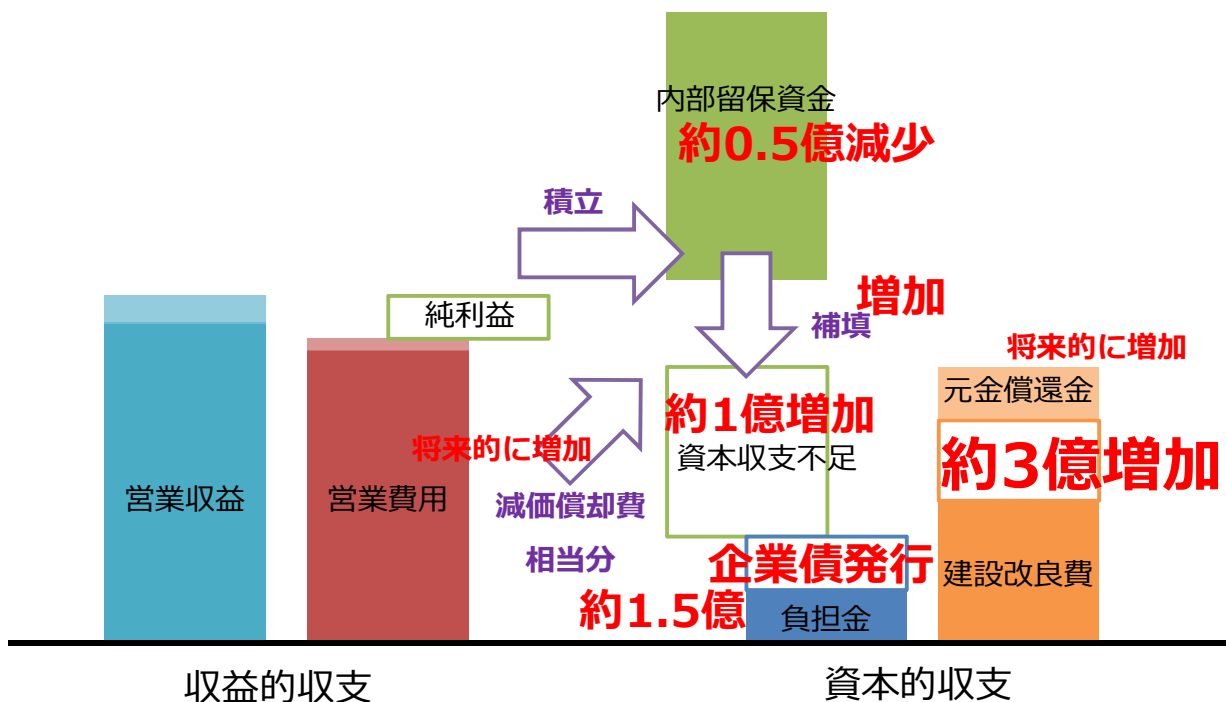 内部留保資金
約0.5億減少
積立
純利益
増加
補填
将来的に増加
元金償還金
約1億増加
資本収支不足
約3億増加
将来的に増加
営業収益
営業費用
減価償却費
相当分
企業債発行
建設改良費
約1.5億
負担金
収益的収支
資本的収支